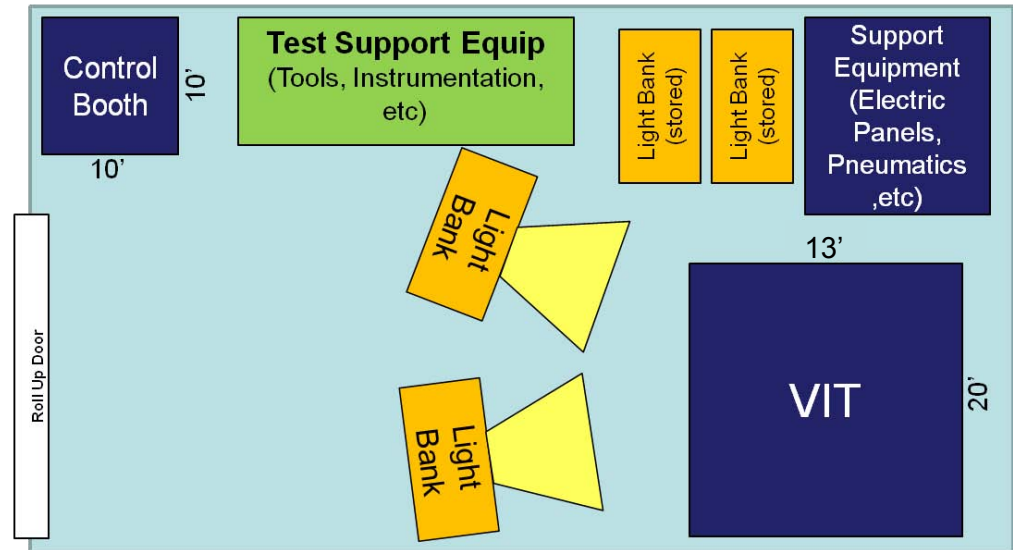 Control
Booth
10’
10’
Test Support Equip
(Tools, Instrumentation,
etc)
Light Bank
(stored)
Light Bank
(stored)
Support
Equipment
(Electric
Panels,
Pneumatics
,etc)
Light
Bank
13’
Roll Up Door
VIT
20’
Light
Bank